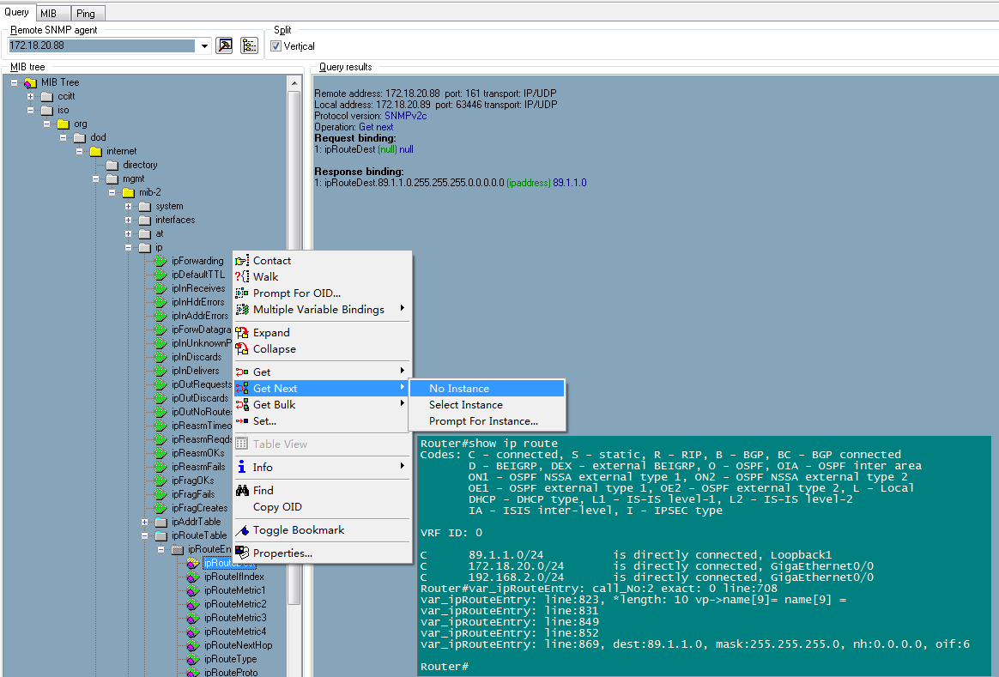 Query MIB Ping
Remote SNMP agent
172.18.20.88
Split
Vertical
MIB tree
MIB Tree
ccitt
iso
org
dod
internet
directory
mgmt
mib-2
system
interfaces
at
ip
ipForwarding
ipDefaultTTL
ipInReceives
ipInHdrErrors
ipInAddrErrors
ipForwDatagra
ipInUnknownP
ipInDiscards
ipInDelivers
ipOutRequests
ipOutDiscards
ipOutNoRoute
ipReasmTimeo
ipReasmReqds
ipReasmOKs
ipReasmFails
ipFragOKs
ipFragFails
ipFragCreates
ipAddrTable
ipRouteTable
ipRouteEn
ipRouteDest
ipRouteIfIndex
ipRouteMetric1
ipRouteMetric2
ipRouteMetric3
ipRouteMetric4
ipRouteNextHop
ipRouteType
ipRouteProto
Contact
Walk
Prompt For OID...
Multiple Variable Bindings
Expand
Collapse
Get
Get Next
Get Bulk
Set...
Table View
Info
Find
Copy OID
Toggle Bookmark
Properties...
No Instance
Select Instance
Prompt For Instance...
Query results
Remote address: 172.18.20.88 port: 161 transport: IP/UDP
Local address: 172.18.20.89 port: 63446 transport: IP/UDP
Protocol version: SNMPv2c
Operation: Get next
Request binding:
1: ipRouteDest (null) null
Response binding:
1: ipRouteDest.89.1.1.0.255.255.255.0.0.0.0.0 (ipaddress) 89.1.1.0
Router#show ip route
Codes: C - connected, S - static, R - RIP, B - BGP, BC - BGP connected
D - BEIGRP, DEX - external BEIGRP, O - OSPF, OIA - OSPF inter area
ON1 - OSPF NSSA external type 1, ON2 - OSPF NSSA external type 2
OE1 - OSPF external type 1, OE2 - OSPF external type 2, L - Local
DHCP - DHCP type, L1 - IS-IS level-1, L2 - IS-IS level-2
IA - ISIS inter-level, I - IPSEC type
VRF ID: 0
C 89.1.1.0/24 is directly connected, Loopback1
C 172.18.20.0/24 is directly connected, GigaEthernet0/0
C 192.168.2.0/24 is directly connected, GigaEthernet0/0
Router#var_ipRouteEntry: call_No:2 exact: 0 line:708
var_ipRouteEntry: line:823, *length: 10 vp->name[9]= name[9] =
var_ipRouteEntry: line:831
var_ipRouteEntry: line:849
var_ipRouteEntry: line:852
var_ipRouteEntry: line:869, dest:89.1.1.0, mask:255.255.255.0, nh:0.0.0.0, oif:6
Router#